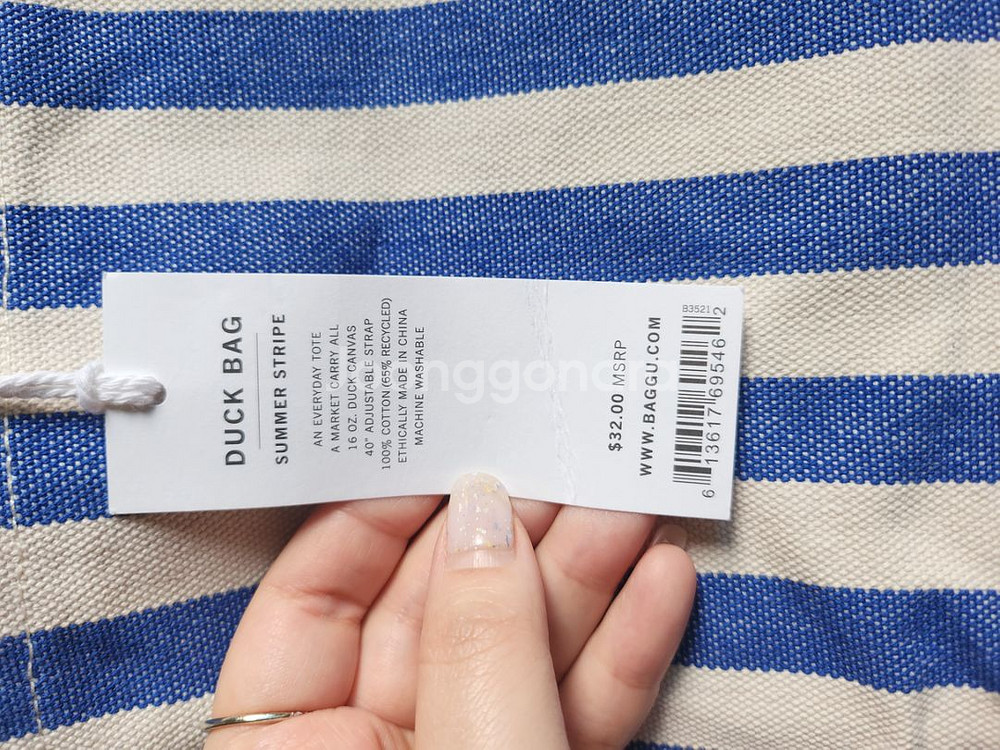 DUCK BAG
SUMMER STRIPE
AN EVERYDAY TOTE
A MARKET CARRY ALL
16 OZ. DUCK CANVAS
40" ADJUSTABLE STRAP
100% COTTON (65% RECYCLED)
ETHICALLY MADE IN CHINA
MACHINE WASHABLE
$32.00 MSRP
WWW.BAGGU.COM
83521
6 13617 69546 2